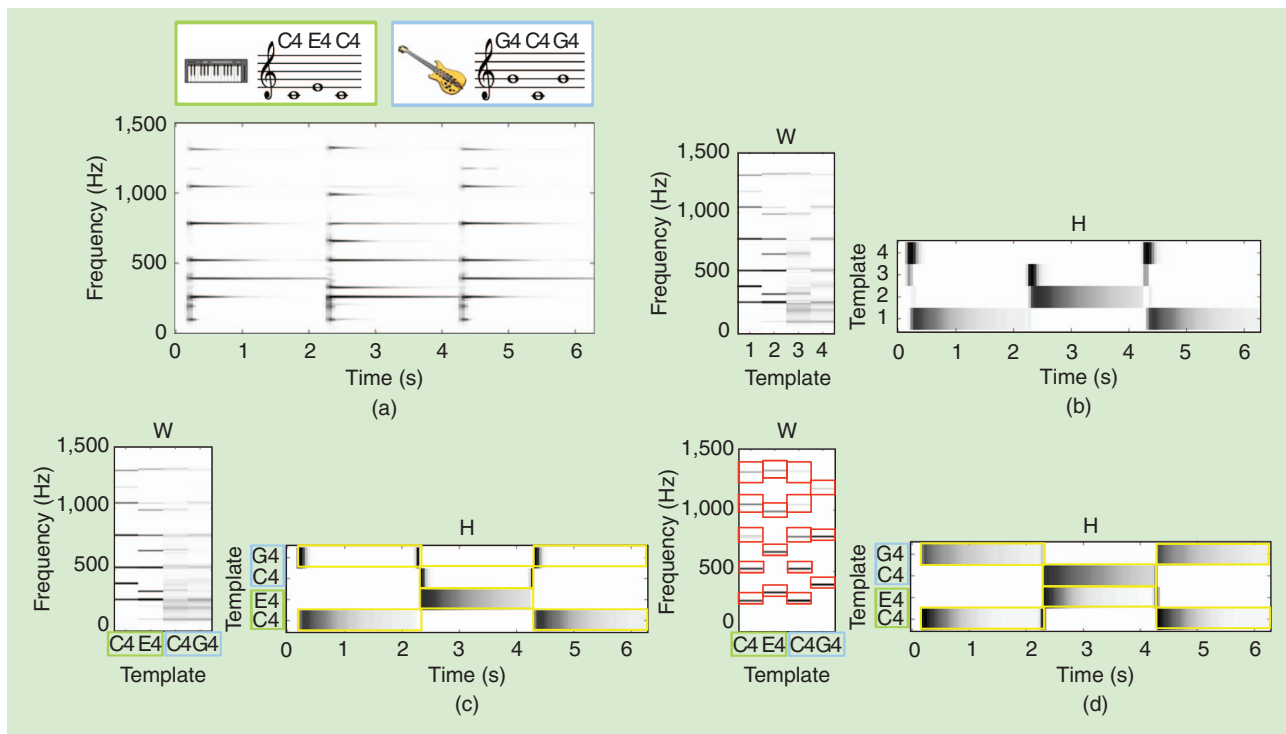 C4 E4 C4
G4 C4 G4
1,500
1,000
500
0
Frequency (Hz)
0 1 2 3 4 5 6
Time (s)
(a)
W
1,500
1,000
500
0
Frequency (Hz)
1 2 3 4
Template
H
4
3
2
1
Template
0 1 2 3 4 5 6
Time (s)
(b)
W
1,500
1,000
500
0
Frequency (Hz)
C4 E4 C4 G4
Template
H
G4
C4
E4
C4
Template
0 1 2 3 4 5 6
Time (s)
(c)
W
1,500
1,000
500
0
Frequency (Hz)
C4 E4 C4 G4
Template
H
G4
C4
E4
C4
Template
0 1 2 3 4 5 6
Time (s)
(d)